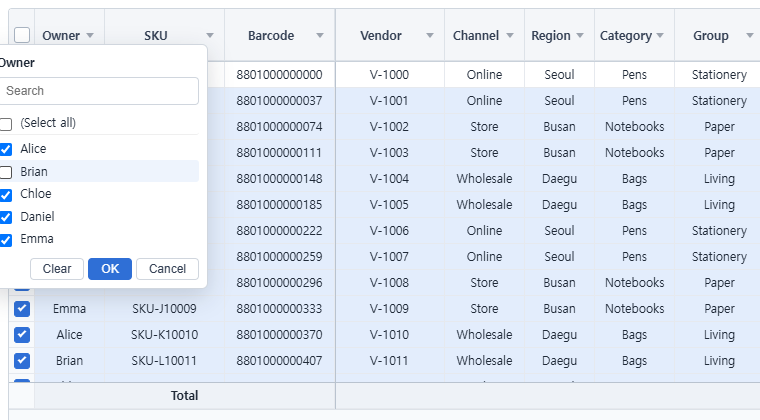 Owner SKU Barcode Vendor Channel Region Category Group
Owner
Search
(Select all)
Alice
Brian
Chloe
Daniel
Emma
Clear OK Cancel
8801000000000 V-1000 Online Seoul Pens Stationery
8801000000037 V-1001 Online Seoul Pens Stationery
8801000000074 V-1002 Store Busan Notebooks Paper
8801000000111 V-1003 Store Busan Notebooks Paper
8801000000148 V-1004 Wholesale Daegu Bags Living
8801000000185 V-1005 Wholesale Daegu Bags Living
8801000000222 V-1006 Online Seoul Pens Stationery
8801000000259 V-1007 Online Seoul Pens Stationery
8801000000296 V-1008 Store Busan Notebooks Paper
Emma SKU-J10009 8801000000333 V-1009 Store Busan Notebooks Paper
Alice SKU-K10010 8801000000370 V-1010 Wholesale Daegu Bags Living
Brian SKU-L10011 8801000000407 V-1011 Wholesale Daegu Bags Living
Total